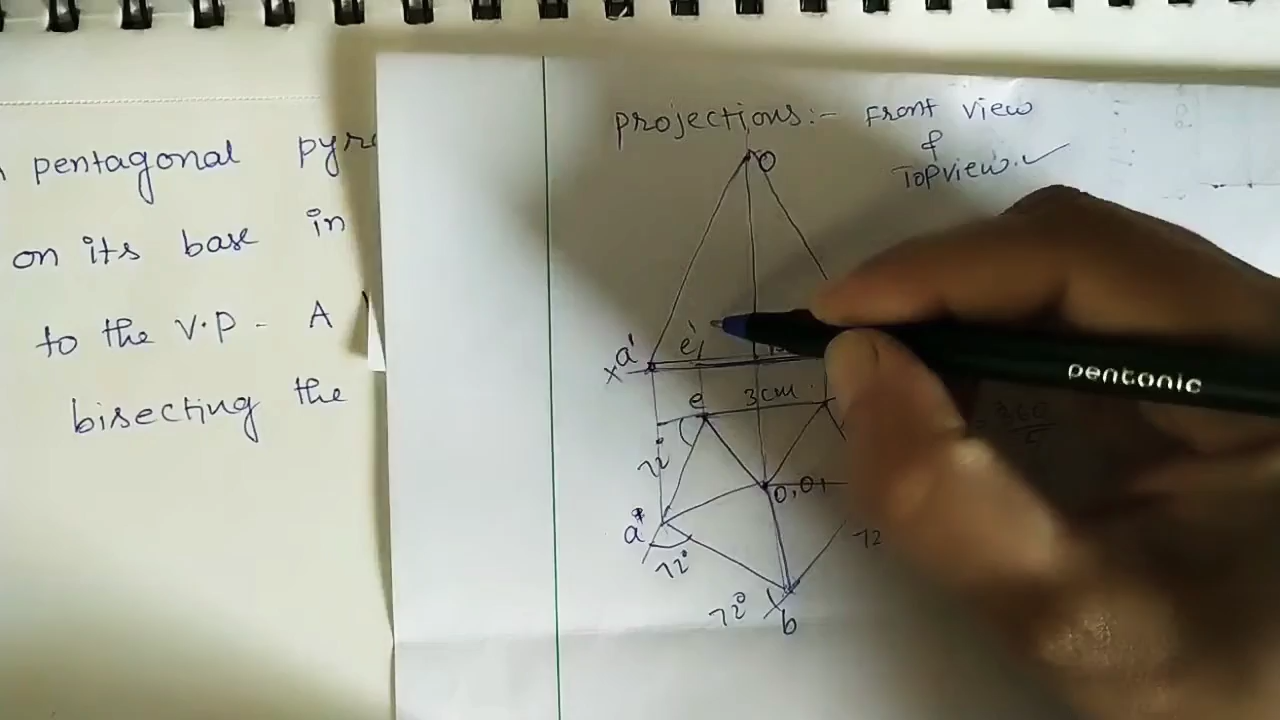 pentagonal
on its base in
to the V.P - A
bisecting the
projections:- Front view
&
Topview.
O
a' e'
x
e 3cm
72°
O,O1
a
72°
72
72°
b
pentonic